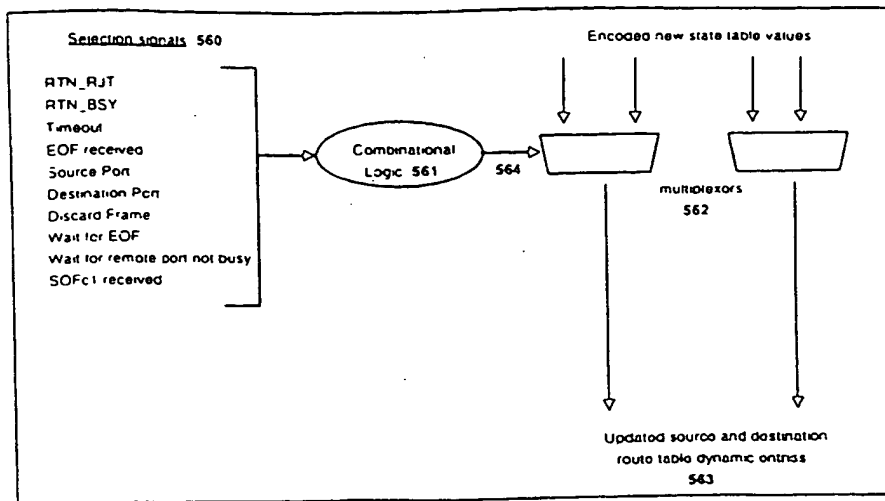 Selection signals 560
Encoded new state table values
RTN_RJT
RTN_BSY
Timeout
EOF received
Source Port
Destination Port
Discard Frame
Wait for EOF
Wait for remote port not busy
SOFc1 received
Combinational
Logic 561
564
multiplexors
562
Updated source and destination
route table dynamic entries
563